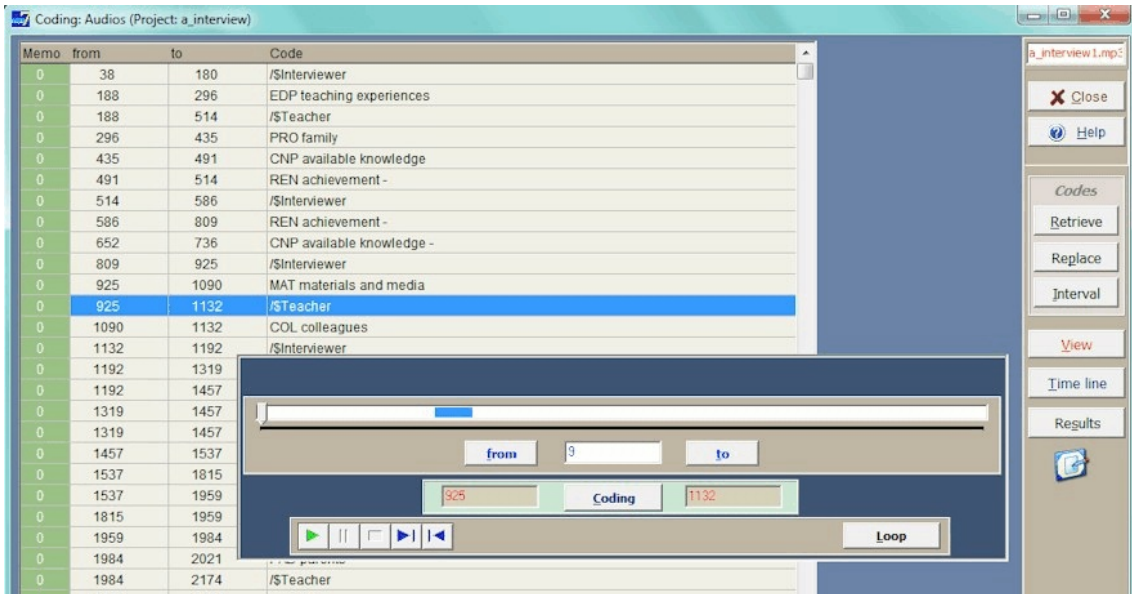 Coding: Audios (Project: a_interview)
Memo from to Code
0 38 180 /$Interviewer
0 188 296 EDP teaching experiences
0 188 514 /$Teacher
0 296 435 PRO family
0 435 491 CNP available knowledge
0 491 514 REN achievement -
0 514 586 /$Interviewer
0 586 809 REN achievement -
0 652 736 CNP available knowledge -
0 809 925 /$Interviewer
0 925 1090 MAT materials and media
0 925 1132 /$Teacher
0 1090 1132 COL colleagues
0 1132 1192 /$Interviewer
0 1192 1319
0 1192 1457
0 1319 1457
0 1319 1457
0 1457 1537
0 1537 1815
0 1537 1959
0 1815 1959
0 1959 1984
0 1984 2021
0 1984 2174 /$Teacher
from 9 to
925 Coding 1132
Loop
a_interview1.mp3
Close
Help
Codes
Retrieve
Replace
Interval
View
Time line
Results